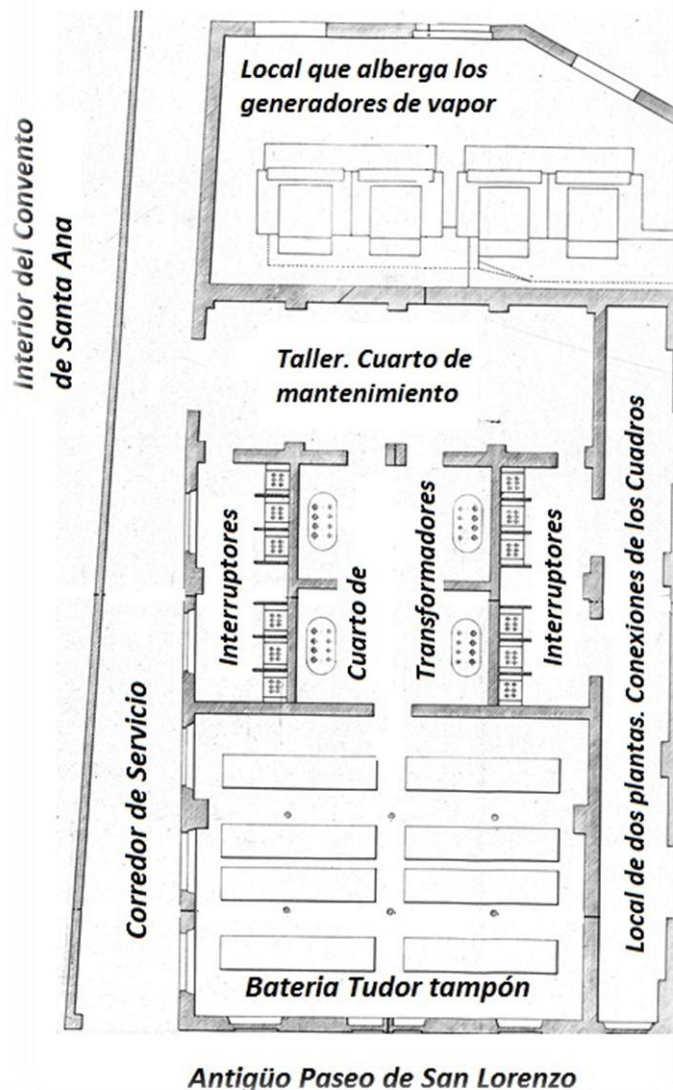 Local que alberga los
generadores de vapor
Interior del Convento
de Santa Ana
Taller. Cuarto de
mantenimiento
Interruptores
Cuarto de
Transformadores
Interruptores
Local de dos plantas. Conexiones de los Cuadros
Corredor de Servicio
Bateria Tudor tampón
Antigüo Paseo de San Lorenzo